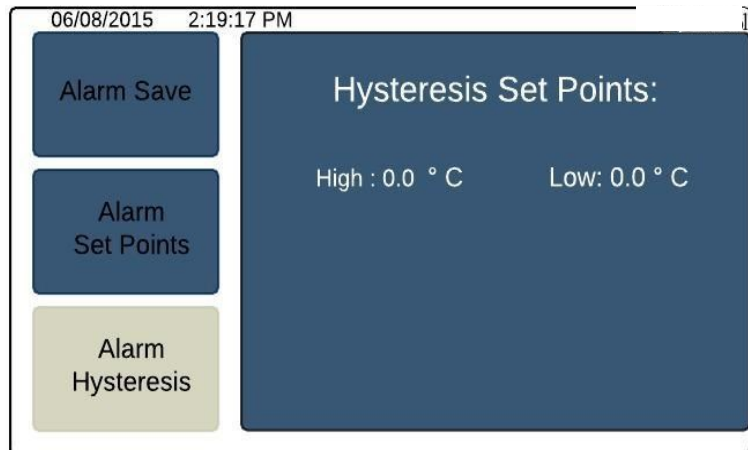 06/08/2015 2:19:17 PM
Alarm Save
Alarm
Set Points
Alarm
Hysteresis
Hysteresis Set Points:
High : 0.0 ° C Low: 0.0 ° C